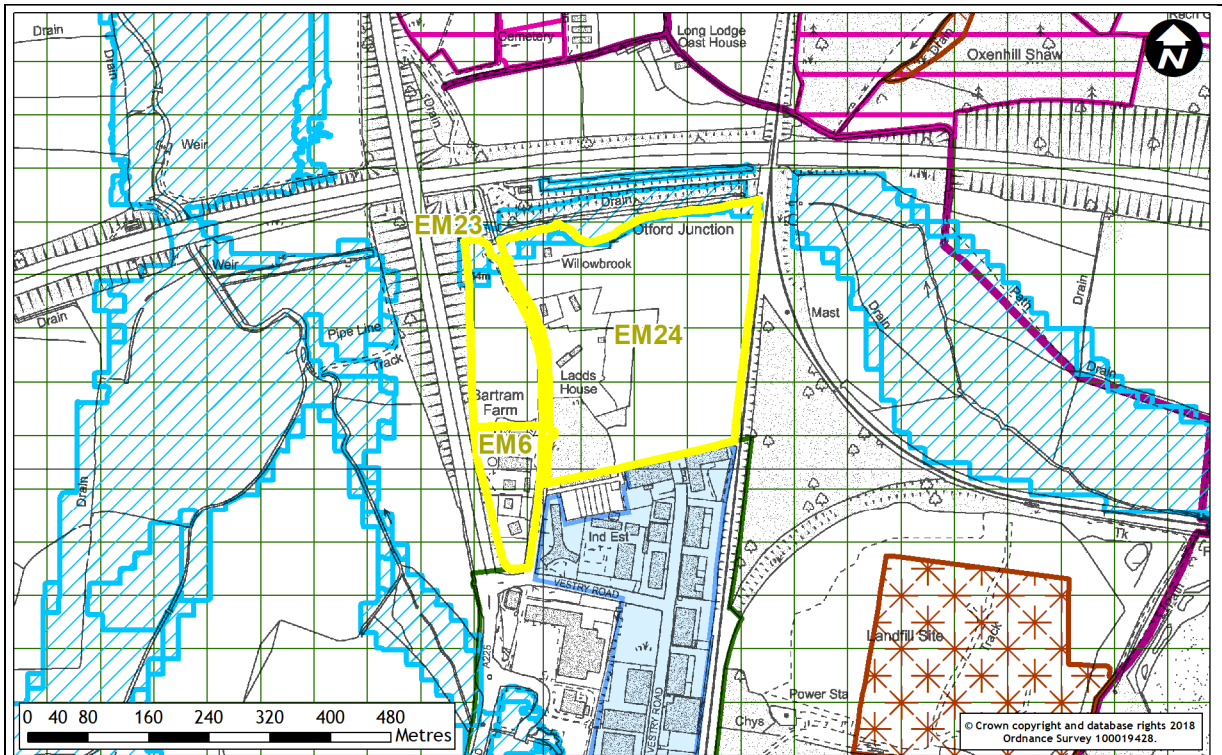 Drain
Drain
Cemetery
Long Lodge
Oast House
Drain
Oxenhill Shaw
N
Drain
Weir
Drain
EM23
Otford Junction
Willowbrook
Weir
Drain
Pipe Line
Track
EM24
Mast
Drain
Path
Drain
Drain
Ladds
House
Bartram
Farm
EM6
Drain
Ind Est
Tk
VESTRY ROAD
Landfill Site
Track
Drain
A225
VESTRY ROAD
Power Sta
Chys
0 40 80 160 240 320 400 480
Metres
© Crown copyright and database rights 2018
Ordnance Survey 100019428.